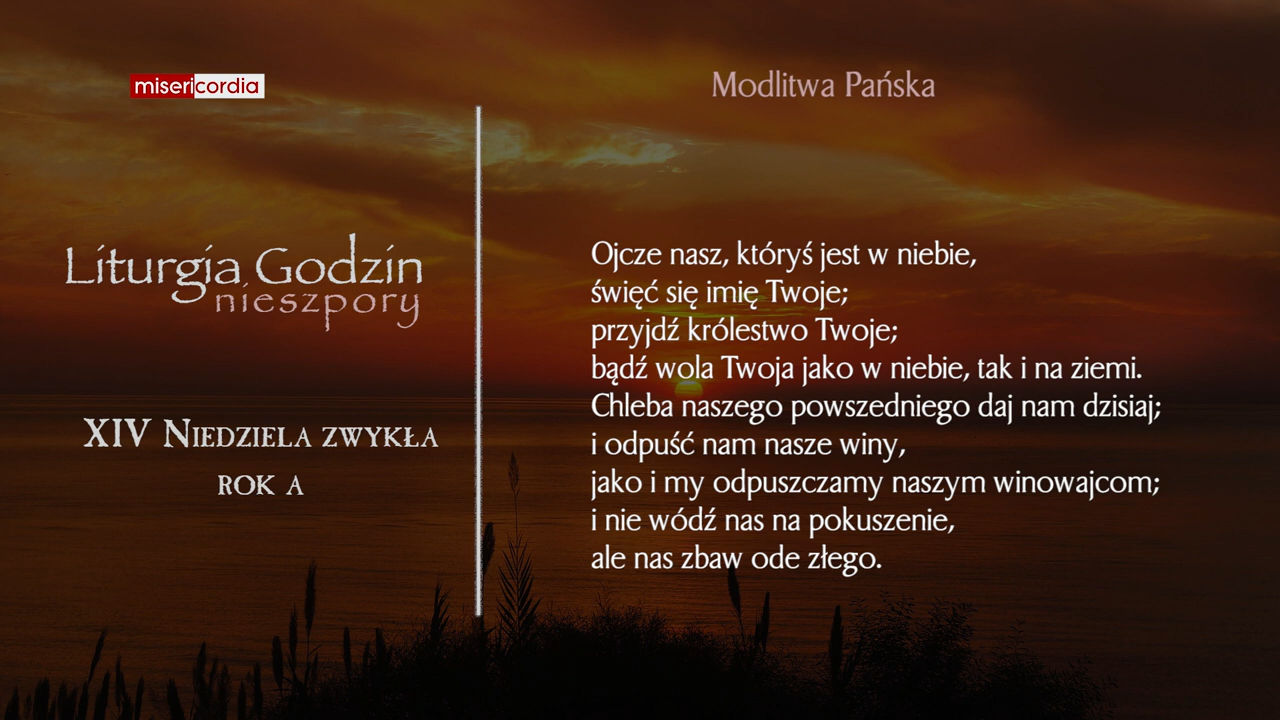 misericordia
Liturgia Godzin
nieszpory
XIV Niedziela zwykła
rok A
Modlitwa Pańska
Ojcze nasz, któryś jest w niebie,
święć się imię Twoje;
przyjdź królestwo Twoje;
bądź wola Twoja jako w niebie, tak i na ziemi.
Chleba naszego powszedniego daj nam dzisiaj;
i odpuść nam nasze winy,
jako i my odpuszczamy naszym winowajcom;
i nie wódź nas na pokuszenie,
ale nas zbaw ode złego.